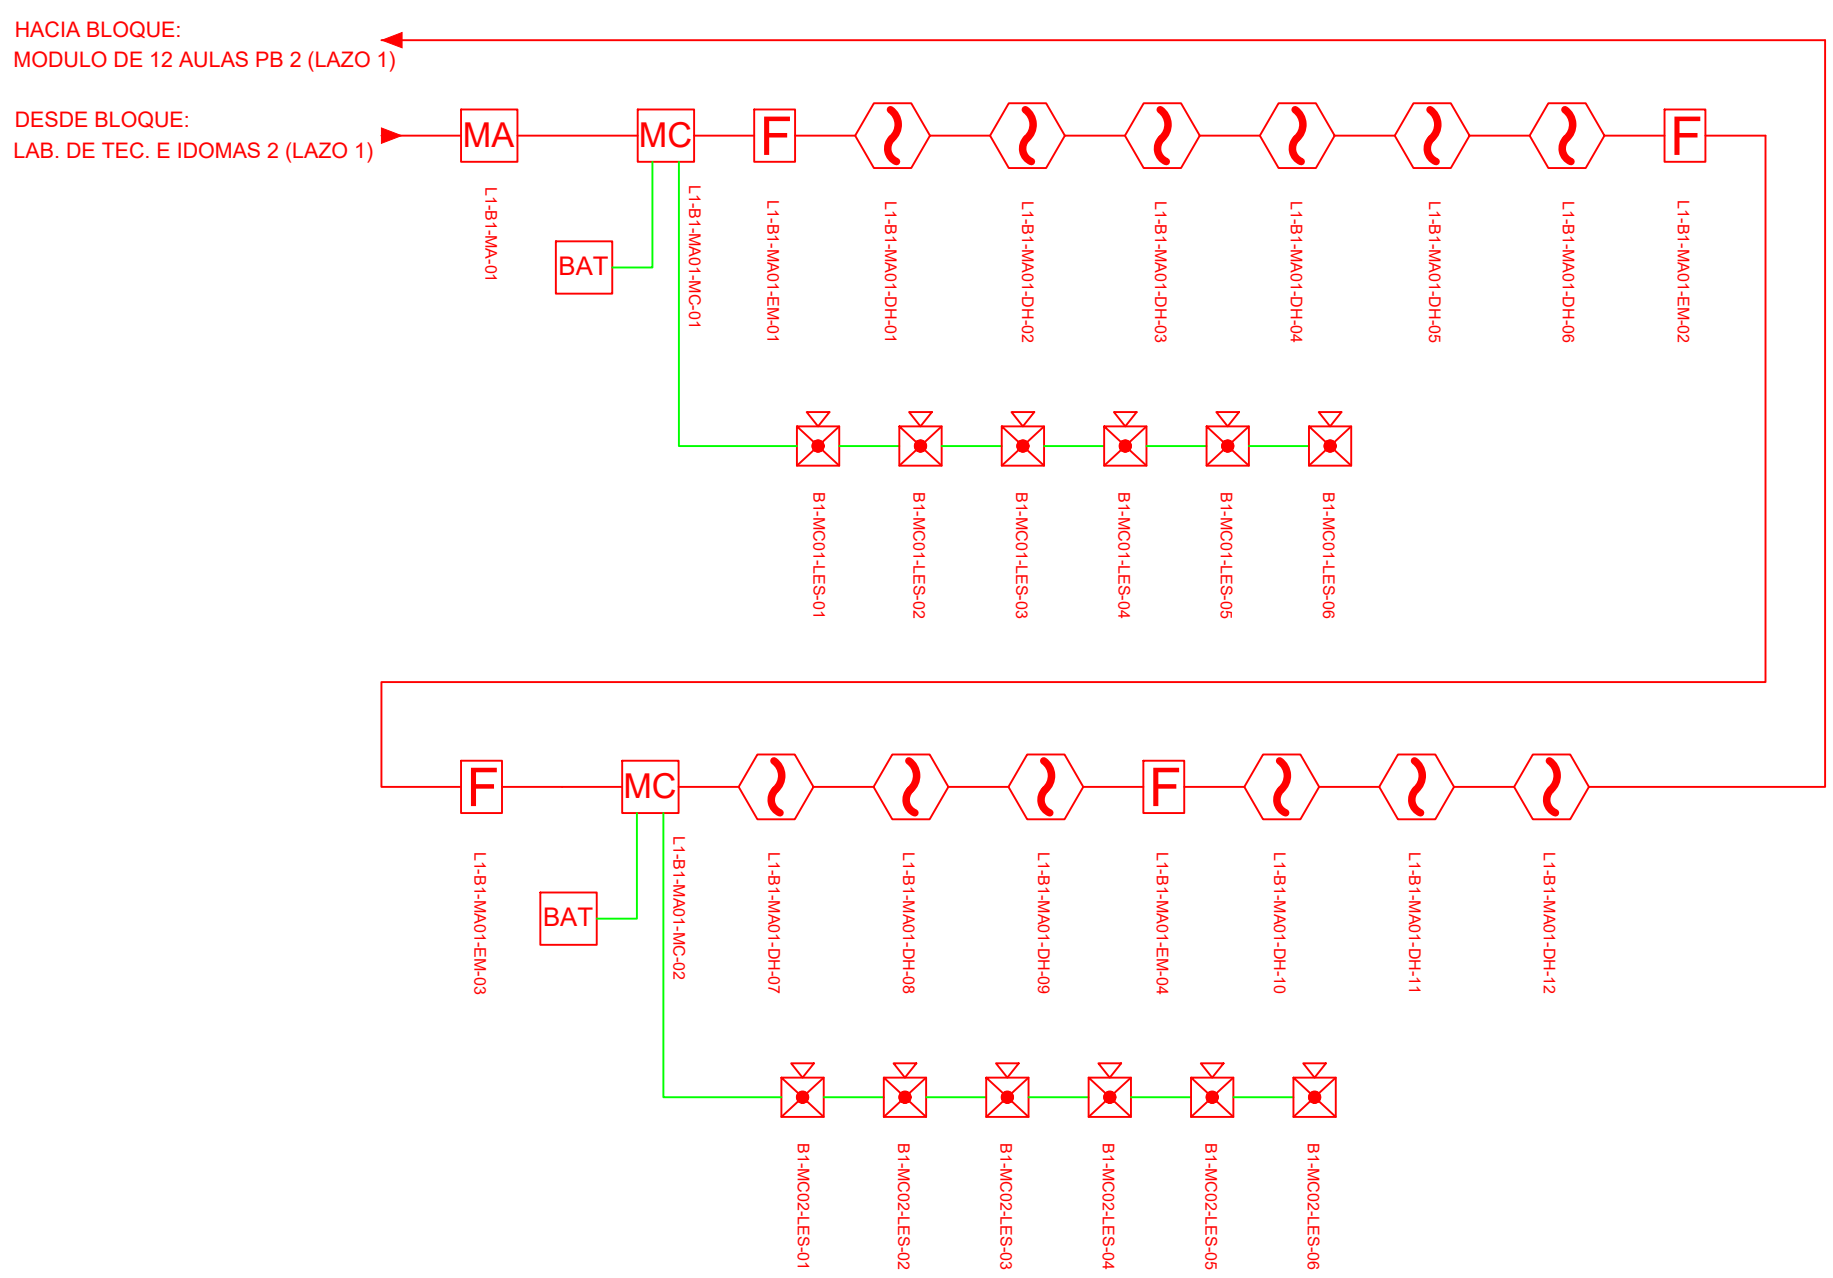 HACIA BLOQUE:
MODULO DE 12 AULAS PB 2 (LAZO 1)
DESDE BLOQUE:
LAB. DE TEC. E IDOMAS 2 (LAZO 1)
MA
MC
F
F
L1-B1-MA-01
L1-B1-MA01-MC-01
L1-B1-MA01-EM-01
L1-B1-MA01-DH-01
L1-B1-MA01-DH-02
L1-B1-MA01-DH-03
L1-B1-MA01-DH-04
L1-B1-MA01-DH-05
L1-B1-MA01-DH-06
L1-B1-MA01-EM-02
BAT
B1-MC01-LES-01
B1-MC01-LES-02
B1-MC01-LES-03
B1-MC01-LES-04
B1-MC01-LES-05
B1-MC01-LES-06
F
MC
F
L1-B1-MA01-EM-03
L1-B1-MA01-MC-02
L1-B1-MA01-DH-07
L1-B1-MA01-DH-08
L1-B1-MA01-DH-09
L1-B1-MA01-EM-04
L1-B1-MA01-DH-10
L1-B1-MA01-DH-11
L1-B1-MA01-DH-12
BAT
B1-MC02-LES-01
B1-MC02-LES-02
B1-MC02-LES-03
B1-MC02-LES-04
B1-MC02-LES-05
B1-MC02-LES-06